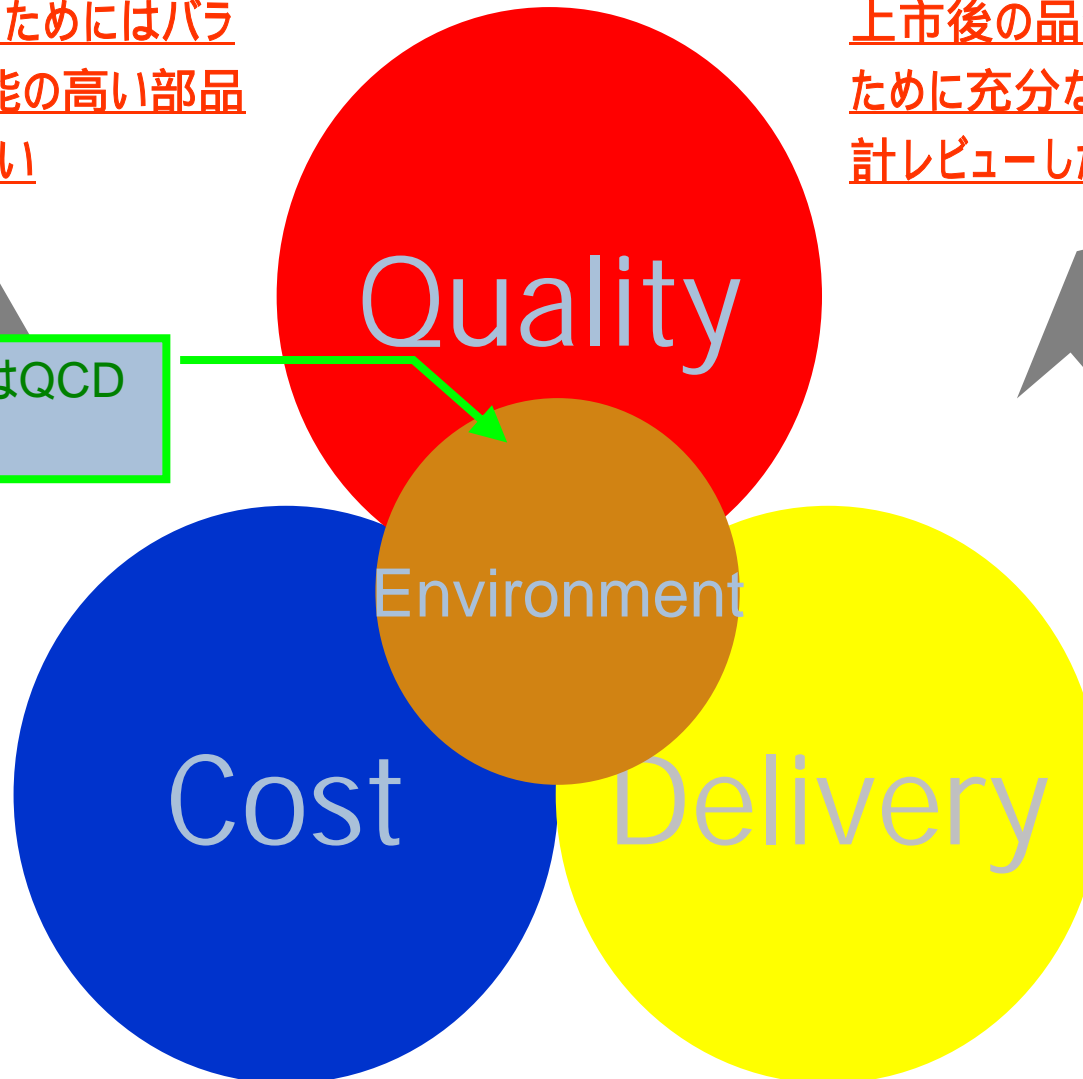 ためにはバラ
能の高い部品
い
上市後の品
ために充分な
計レビューした
Quality
はQCD
Environment
Cost
Delivery